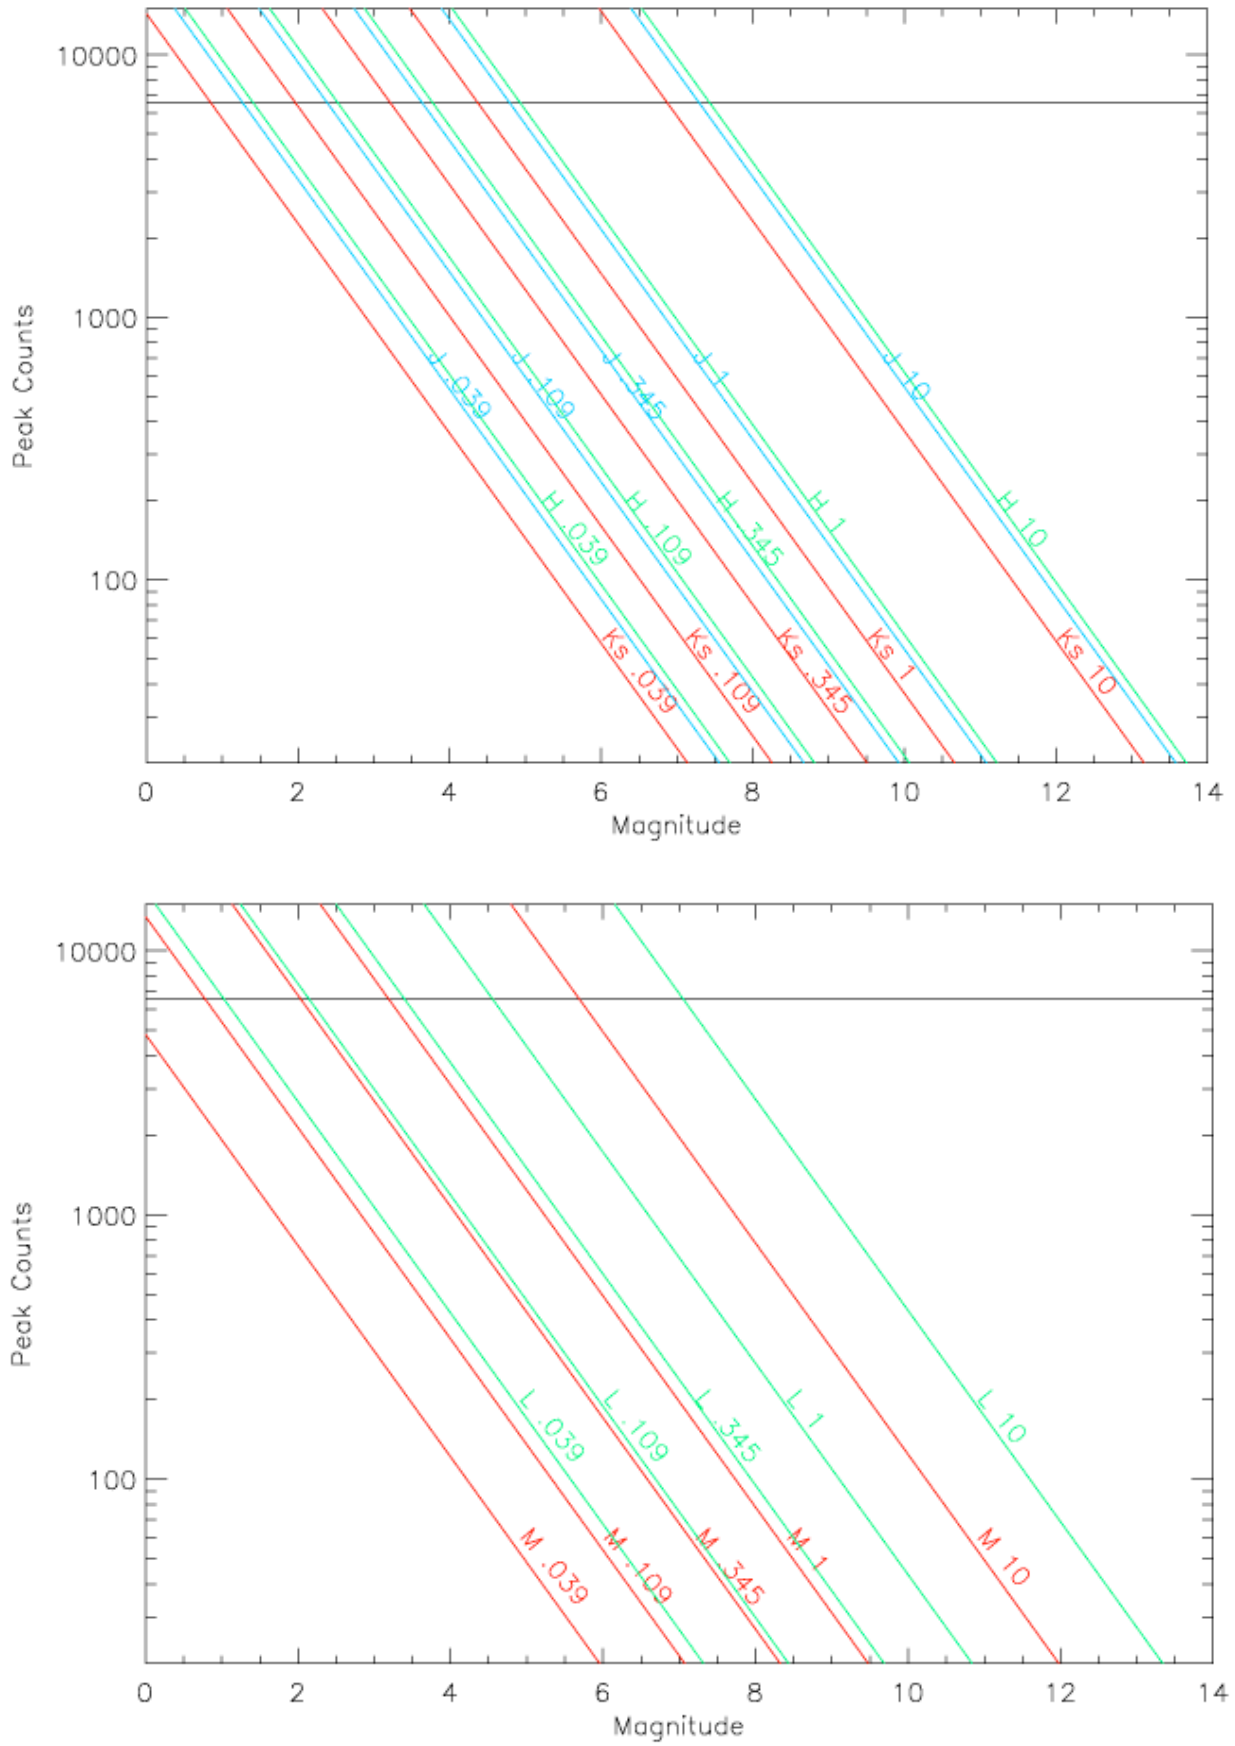 10000
1000
100
Peak Counts
J .039
J .109
J .345
J 1
J 10
H .039
H .109
H .345
H 1
H 10
Ks .039
Ks .109
Ks .345
Ks 1
Ks 10
0 2 4 6 8 10 12 14
Magnitude
10000
1000
100
Peak Counts
L .039
L .109
L .345
L 1
L 10
M .039
M .109
M .345
M 1
M 10
0 2 4 6 8 10 12 14
Magnitude